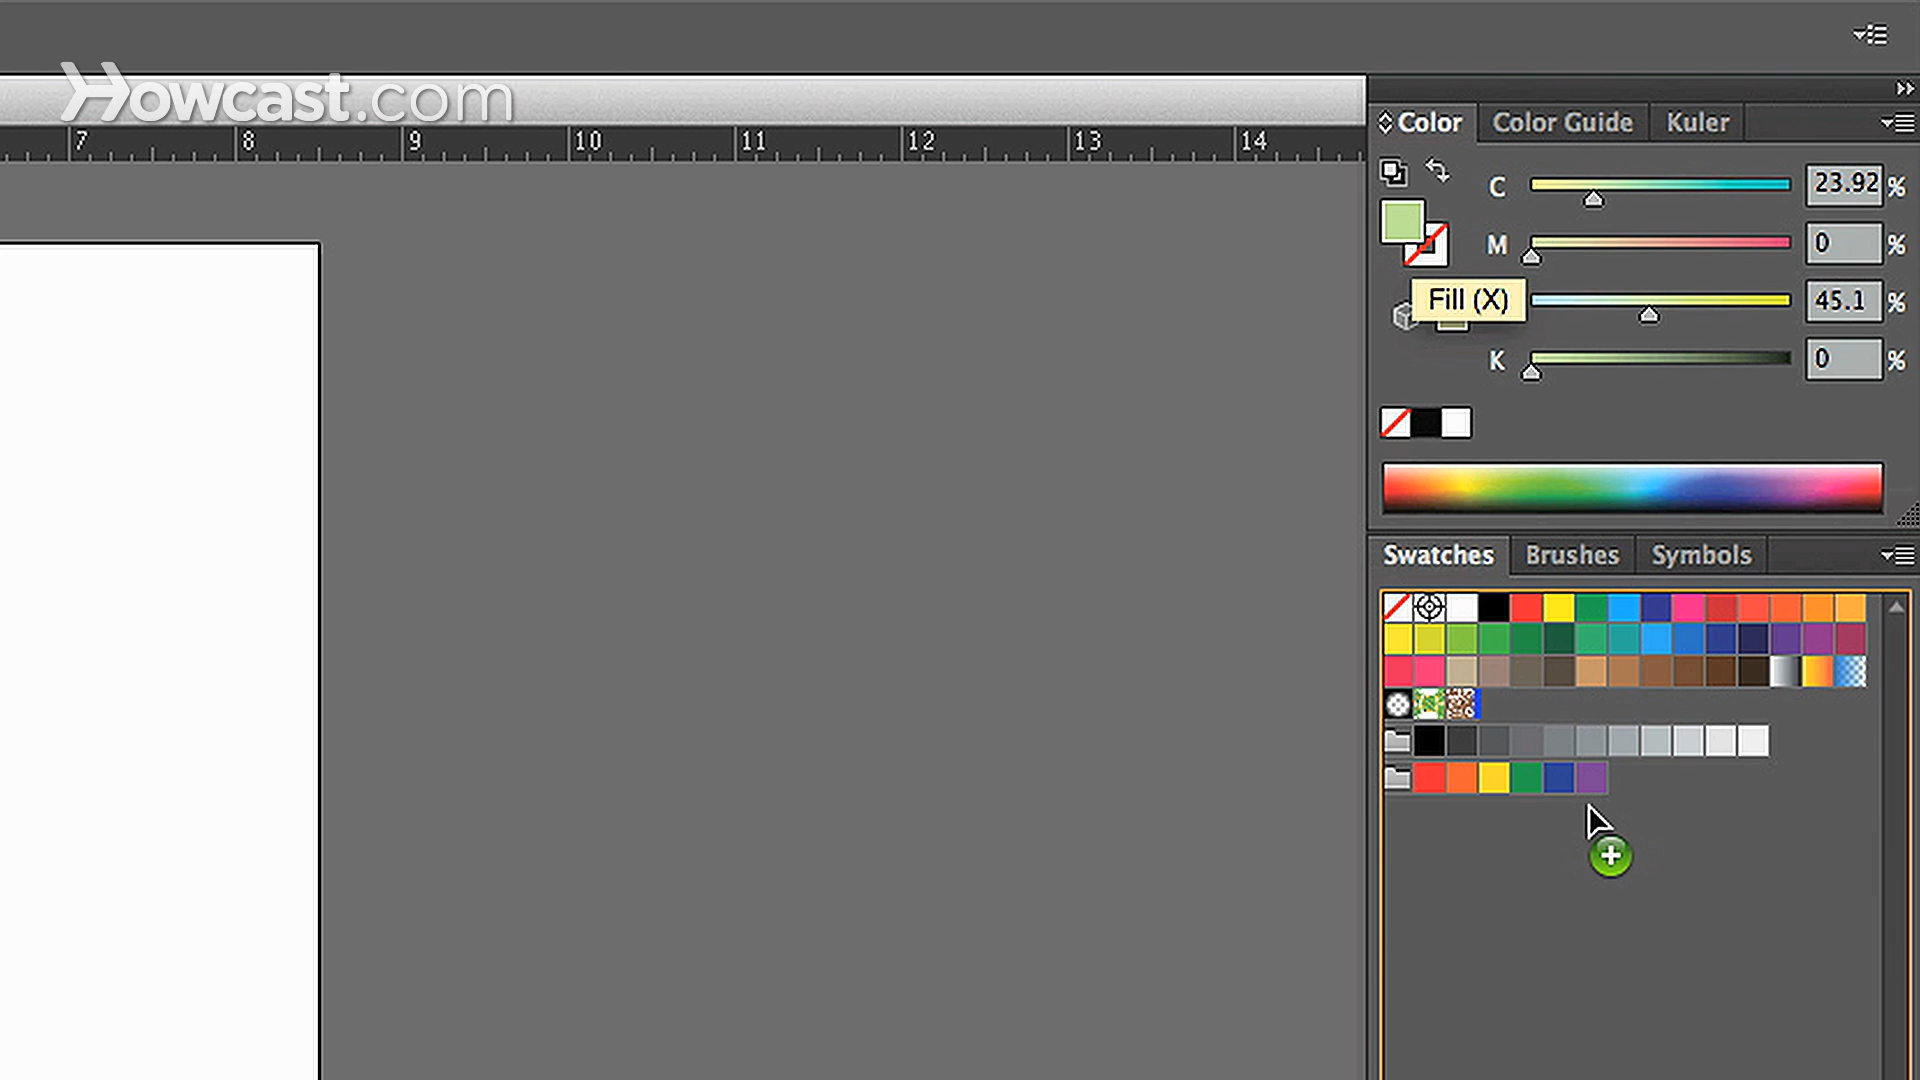 Howcast.com
7 8 9 10 11 12 13 14
Color Color Guide Kuler
C 23.92 %
M 0 %
Fill (X) 45.1 %
K 0 %
Swatches Brushes Symbols